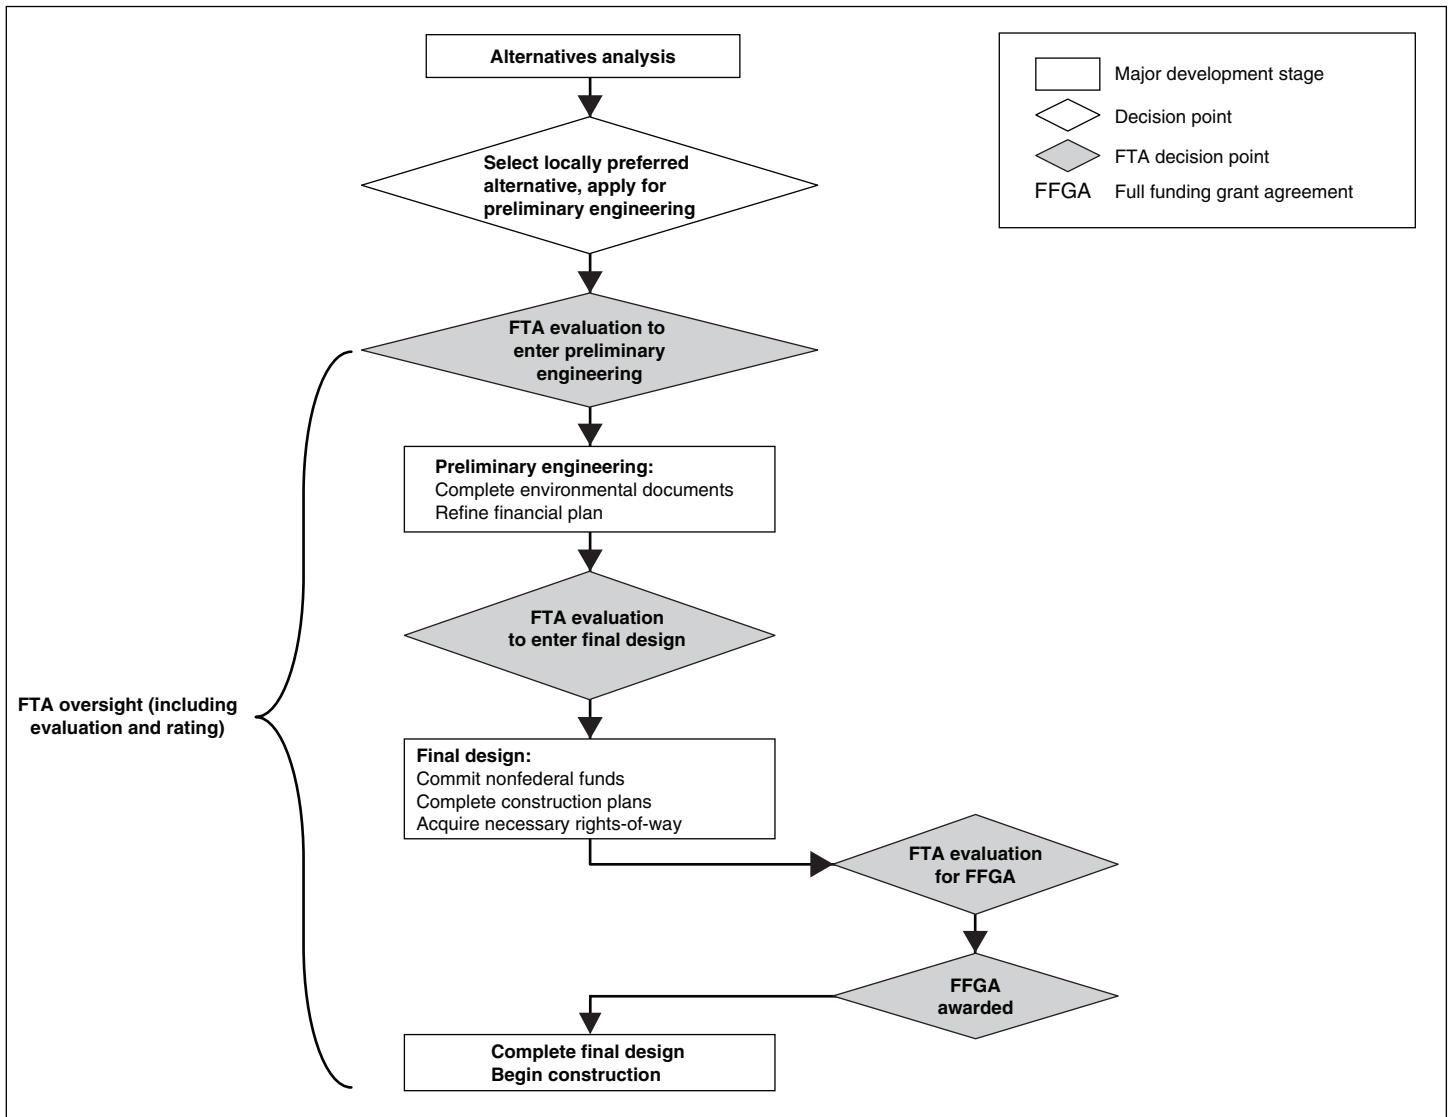 Alternatives analysis
Major development stage
Decision point
FTA decision point
FFGA Full funding grant agreement
Select locally preferred
alternative, apply for
preliminary engineering
FTA evaluation to
enter preliminary
engineering
Preliminary engineering:
Complete environmental documents
Refine financial plan
FTA evaluation
to enter final design
FTA oversight (including
evaluation and rating)
Final design:
Commit nonfederal funds
Complete construction plans
Acquire necessary rights-of-way
FTA evaluation
for FFGA
FFGA
awarded
Complete final design
Begin construction